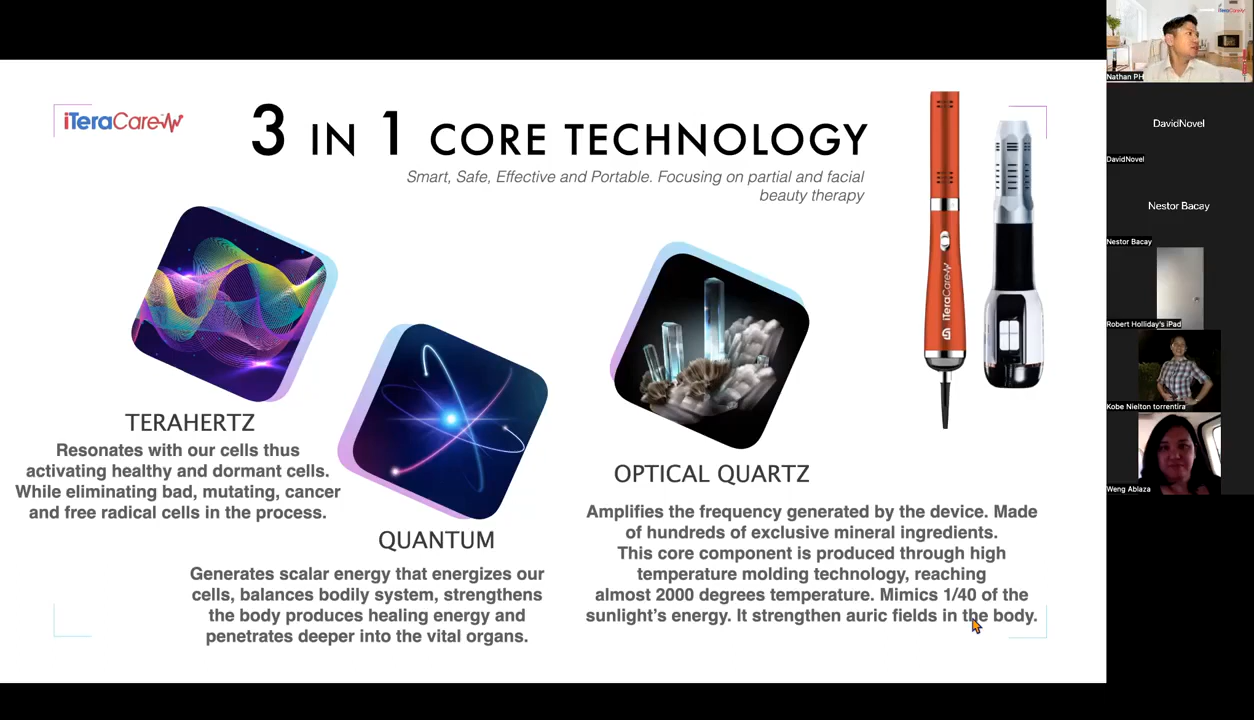 iTeraCare
3 IN 1 CORE TECHNOLOGY
Smart, Safe, Effective and Portable. Focusing on partial and facial
beauty therapy
TERAHERTZ
Resonates with our cells thus
activating healthy and dormant cells.
While eliminating bad, mutating, cancer
and free radical cells in the process.
QUANTUM
Generates scalar energy that energizes our
cells, balances bodily system, strengthens
the body produces healing energy and
penetrates deeper into the vital organs.
OPTICAL QUARTZ
Amplifies the frequency generated by the device. Made
of hundreds of exclusive mineral ingredients.
This core component is produced through high
temperature molding technology, reaching
almost 2000 degrees temperature. Mimics 1/40 of the
sunlight's energy. It strengthen auric fields in the body.
iTeraCare
iTeraCare
Nathan PH
DavidNovel
DavidNovel
Nestor Bacay
Nestor Bacay
Robert Holliday's iPad
Kobe Nielton torrentira
Weng Ablaza